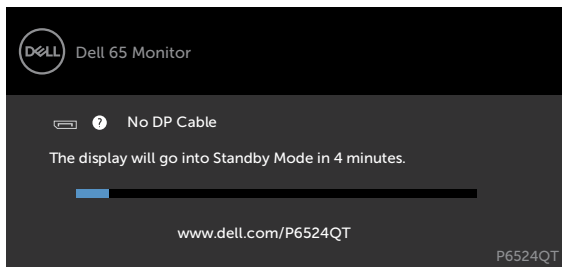 DELL
Dell 65 Monitor
? No DP Cable
The display will go into Standby Mode in 4 minutes.
www.dell.com/P6524QT
P6524QT